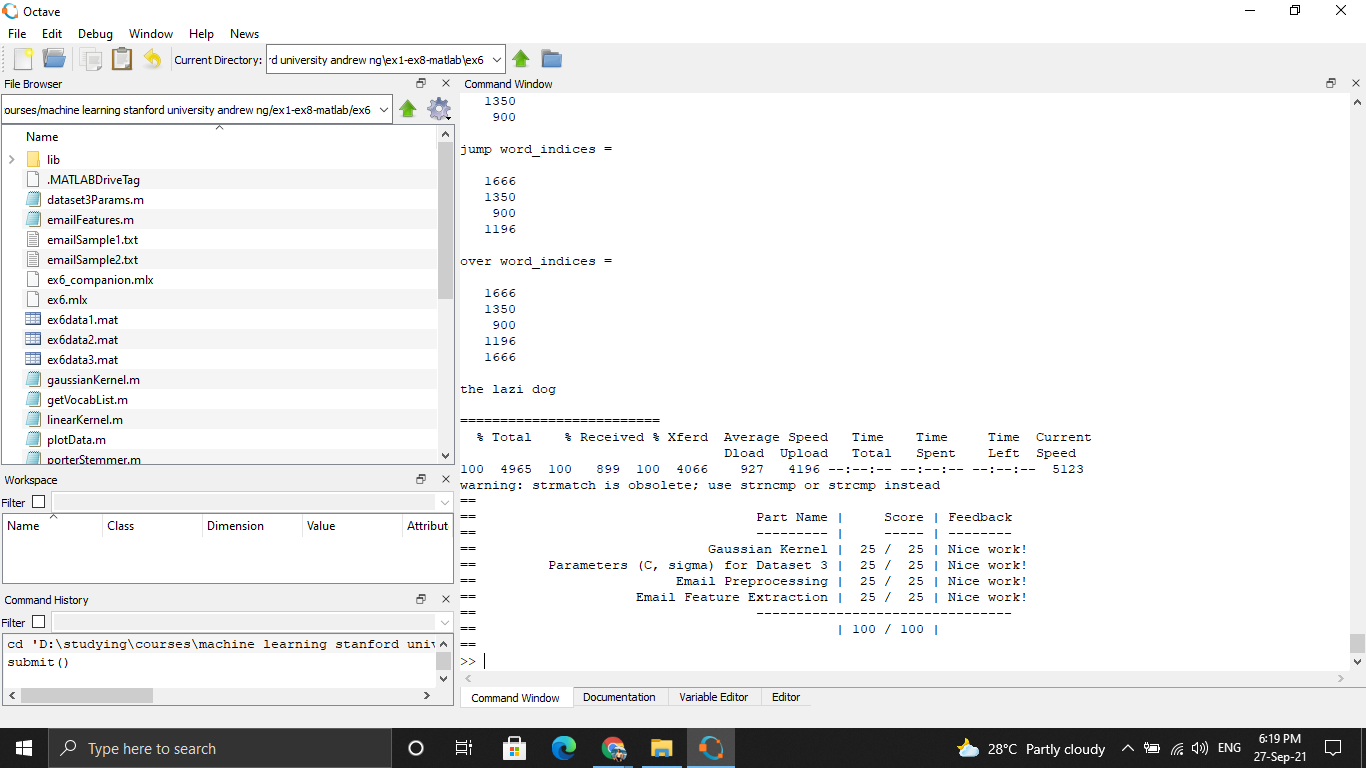 Octave
File Edit Debug Window Help News
Current Directory: rd university andrew ng\ex1-ex8-matlab\ex6
File Browser
ourses/machine learning stanford university andrew ng/ex1-ex8-matlab/ex6
Name
lib
.MATLABDriveTag
dataset3Params.m
emailFeatures.m
emailSample1.txt
emailSample2.txt
ex6_companion.mlx
ex6.mlx
ex6data1.mat
ex6data2.mat
ex6data3.mat
gaussianKernel.m
getVocabList.m
linearKernel.m
plotData.m
porterStemmer.m
Workspace
Filter
Name Class Dimension Value Attribut
Command History
Filter
cd 'D:\studying\courses\machine learning stanford univ
submit()
Command Window
1350
900
jump word_indices =
1666
1350
900
1196
over word_indices =
1666
1350
900
1196
1666
the lazi dog
=========================
% Total % Received % Xferd Average Speed Time Time Time Current
Dload Upload Total Spent Left Speed
100 4965 100 899 100 4066 927 4196 --:--:-- --:--:-- --:--:-- 5123
warning: strmatch is obsolete; use strncmp or strcmp instead
==
== Part Name | Score | Feedback
== --------- | ----- | --------
== Gaussian Kernel | 25 / 25 | Nice work!
== Parameters (C, sigma) for Dataset 3 | 25 / 25 | Nice work!
== Email Preprocessing | 25 / 25 | Nice work!
== Email Feature Extraction | 25 / 25 | Nice work!
== --------------------------------
== | 100 / 100 |
==
>>
Command Window Documentation Variable Editor Editor
Type here to search
28°C Partly cloudy
ENG
6:19 PM
27-Sep-21